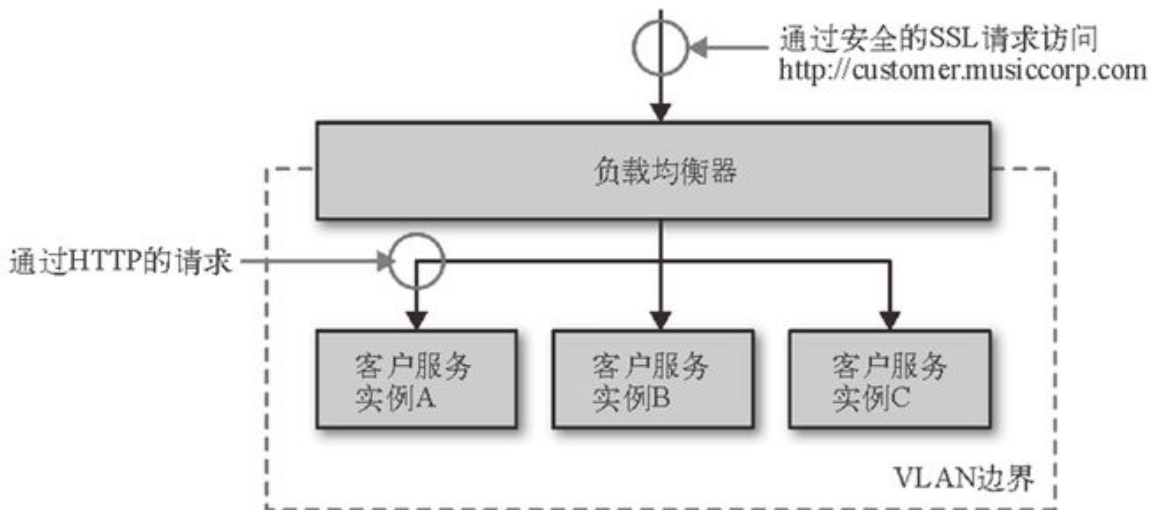 通过安全的SSL请求访问
http://customer.musiccorp.com
负载均衡器
通过HTTP的请求
客户服务
实例A
客户服务
实例B
客户服务
实例C
VLAN边界